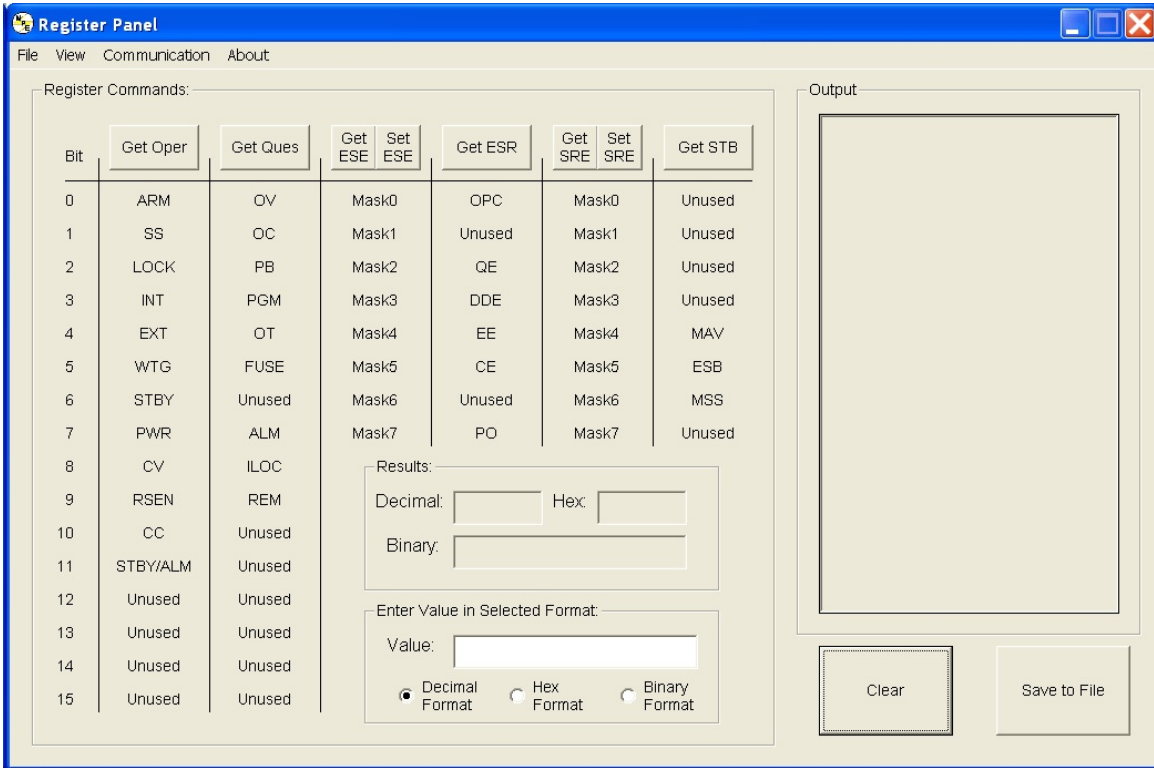 Register Panel
File View Communication About
Register Commands:
Output
Bit Get Oper Get Ques Get ESE Set ESE Get ESR Get SRE Set SRE Get STB
0 ARM OV Mask0 OPC Mask0 Unused
1 SS OC Mask1 Unused Mask1 Unused
2 LOCK PB Mask2 QE Mask2 Unused
3 INT PGM Mask3 DDE Mask3 Unused
4 EXT OT Mask4 EE Mask4 MAV
5 WTG FUSE Mask5 CE Mask5 ESB
6 STBY Unused Mask6 Unused Mask6 MSS
7 PWR ALM Mask7 PO Mask7 Unused
8 CV ILOC
9 RSEN REM
10 CC Unused
11 STBY/ALM Unused
12 Unused Unused
13 Unused Unused
14 Unused Unused
15 Unused Unused
Results:
Decimal: Hex:
Binary:
Enter Value in Selected Format:
Value:
Decimal Format Hex Format Binary Format
Clear Save to File